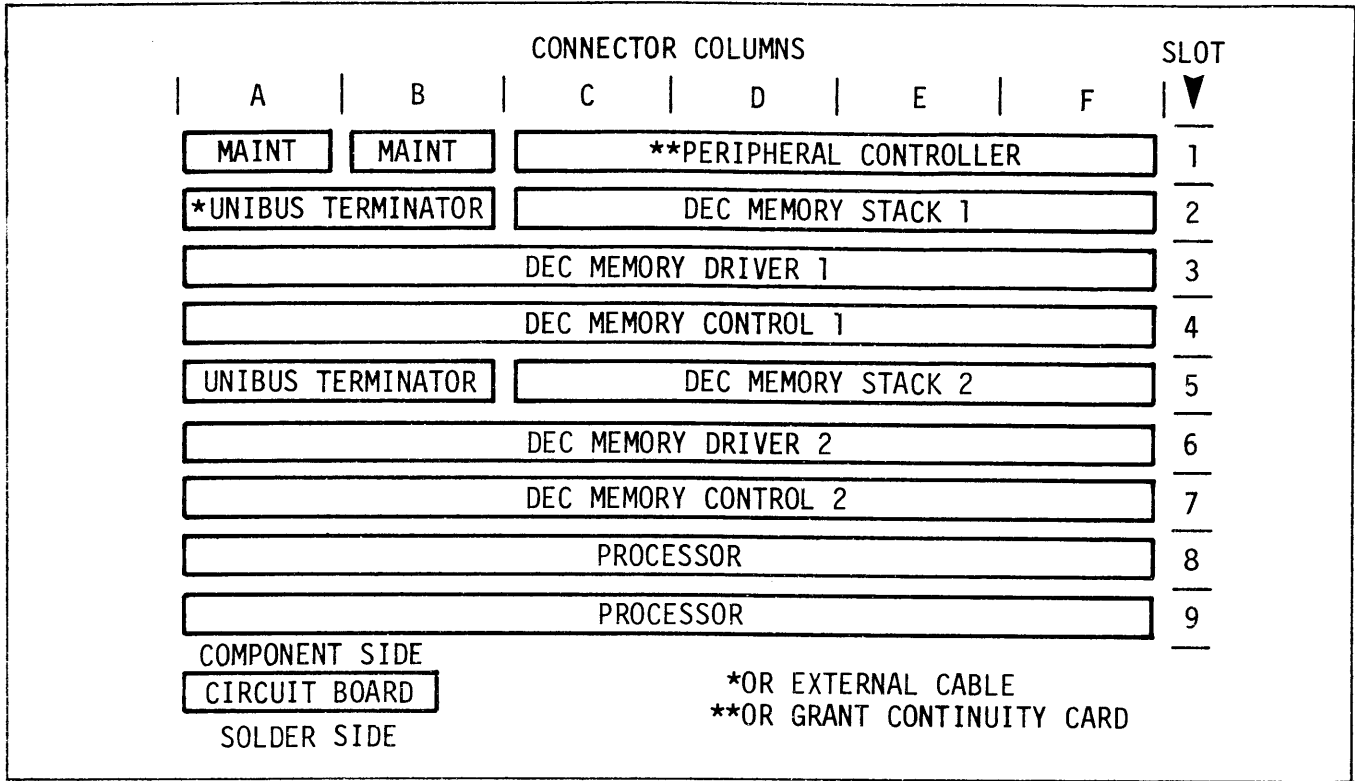 CONNECTOR COLUMNS SLOT
A B C D E F
MAINT MAINT **PERIPHERAL CONTROLLER 1
*UNIBUS TERMINATOR DEC MEMORY STACK 1 2
DEC MEMORY DRIVER 1 3
DEC MEMORY CONTROL 1 4
UNIBUS TERMINATOR DEC MEMORY STACK 2 5
DEC MEMORY DRIVER 2 6
DEC MEMORY CONTROL 2 7
PROCESSOR 8
PROCESSOR 9
COMPONENT SIDE
CIRCUIT BOARD
SOLDER SIDE
*OR EXTERNAL CABLE
**OR GRANT CONTINUITY CARD